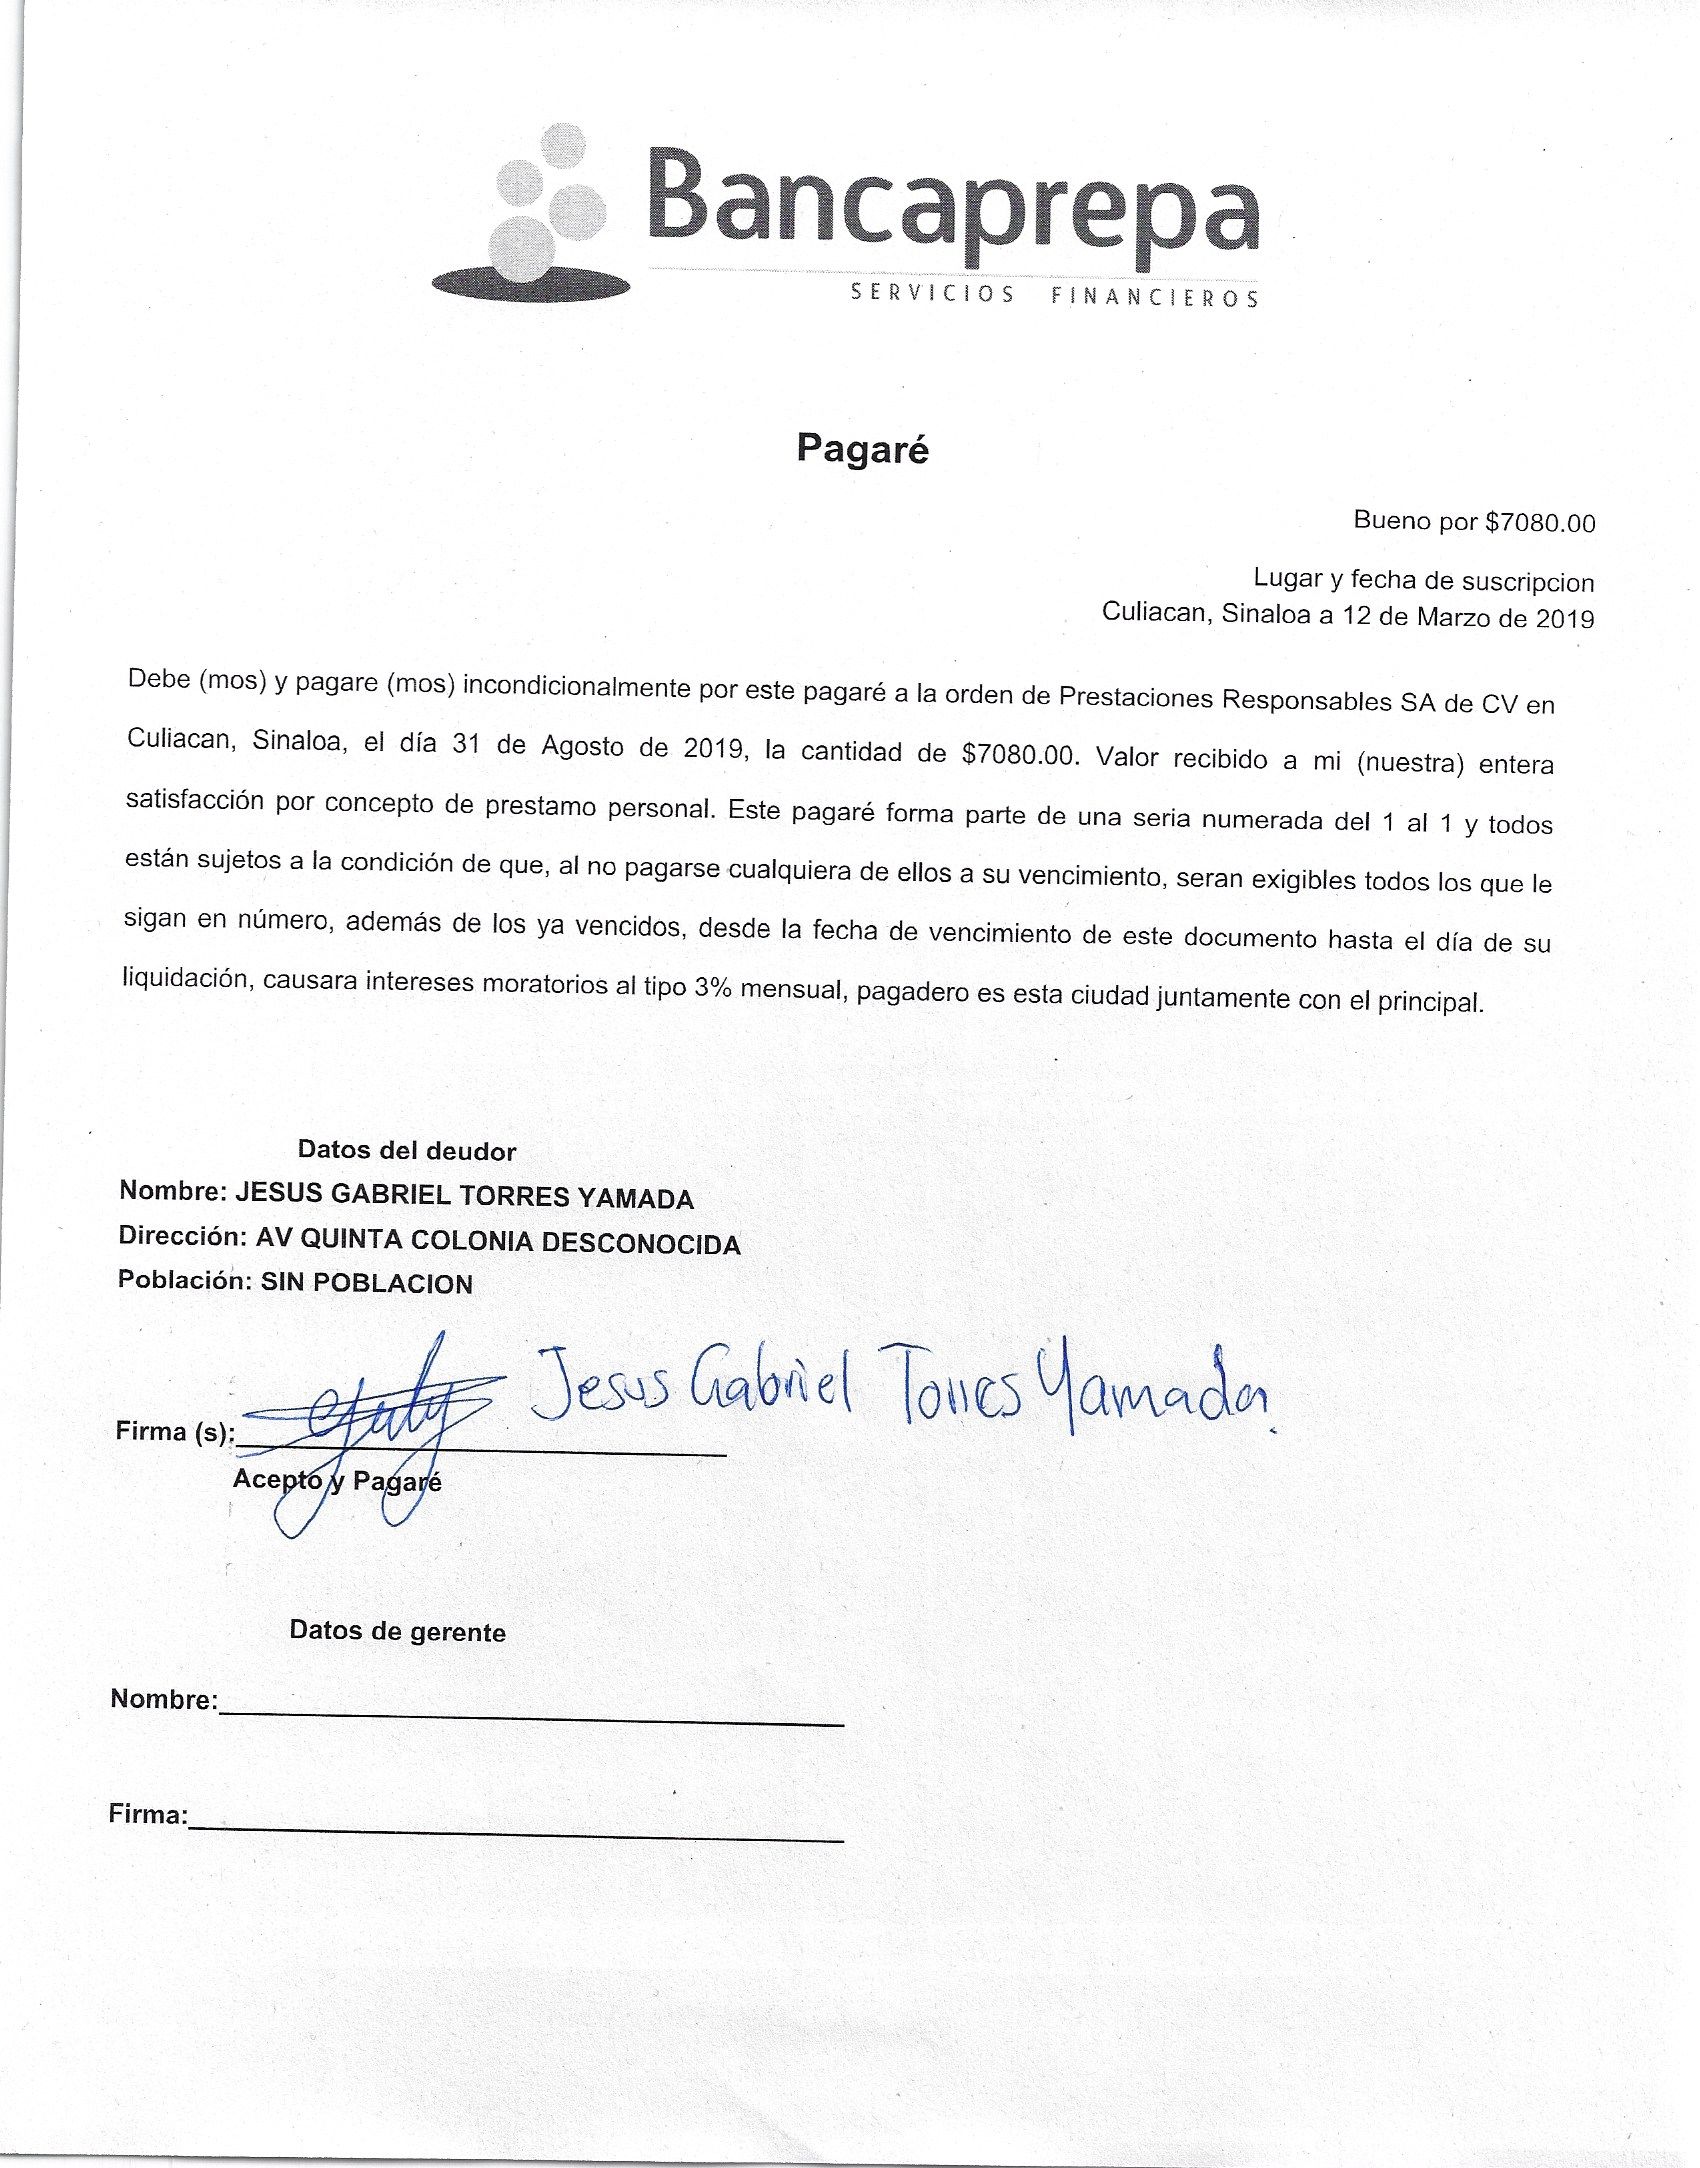 Bancaprepa
SERVICIOS FINANCIEROS
Pagaré
Bueno por $7080.00
Lugar y fecha de suscripcion
Culiacan, Sinaloa a 12 de Marzo de 2019
Debe (mos) y pagare (mos) incondicionalmente por este pagaré a la orden de Prestaciones Responsables SA de CV en
Culiacan, Sinaloa, el día 31 de Agosto de 2019, la cantidad de $7080.00. Valor recibido a mi (nuestra) entera
satisfacción por concepto de prestamo personal. Este pagaré forma parte de una seria numerada del 1 al 1 y todos
están sujetos a la condición de que, al no pagarse cualquiera de ellos a su vencimiento, seran exigibles todos los que le
sigan en número, además de los ya vencidos, desde la fecha de vencimiento de este documento hasta el día de su
liquidación, causara intereses moratorios al tipo 3% mensual, pagadero es esta ciudad juntamente con el principal.
Datos del deudor
Nombre: JESUS GABRIEL TORRES YAMADA
Dirección: AV QUINTA COLONIA DESCONOCIDA
Población: SIN POBLACION
Jesus Gabriel Torres Yamada.
Firma (s):
Acepto y Pagaré
Datos de gerente
Nombre:
Firma: